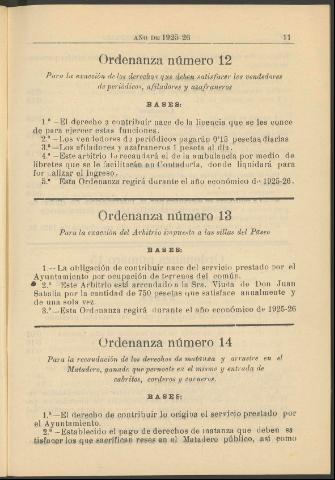 AÑO DE 1925-26 11
Ordenanza número 12
Para la exacción de los derechos que deben satisfacer los vendedores
de periódicos, afiladores y azafraneros
BASES:
1.ª—El derecho a contribuir nace de la licencia que se les conce
de para ejercer estas funciones.
2.ª—Los vendedores de periódicos pagarán 0'15 pesetas diarias
3.ª—Los afiladores y azafraneros 1 peseta al dia.
4.ª—Este arbitrio lo recaudará el de la ambulancia por medio de
libretes que se le facilitarán en Contaduría, donde liquidará para
formalizar el ingreso.
5.ª Esta Ordenanza regirá durante el año económico de 1925-26.
Ordenanza número 13
Para la exacción del Arbitrio impuesto a las sillas del Paseo
BASES:
1.—La obligación de contribuir nace del servicio prestado por el
Ayuntamiento por ocupación de terrenos del común.
2.ª—Este Arbitrio está arrendado a la Sra. Viuda de Don Juan
Sabalia por la cantidad de 750 pesetas que satisface anualmente y
de una sola vez.
3.ª—Esta Ordenanza regirá durante el año económico de 1925-26
Ordenanza número 14
Para la recaudación de los derechos de matanza y arrastre en el
Matadero, ganado que pernocte en el mismo y entrada de
cabritos, corderos y carneros.
BASES:
1.ª—El derecho de contribuir lo origina el servicio prestado por
el Ayuntamiento.
2.ª—Establecido el pago de derechos de matanza que deben sa
tisfacer los que sacrifican reses en el Matadero público, así como